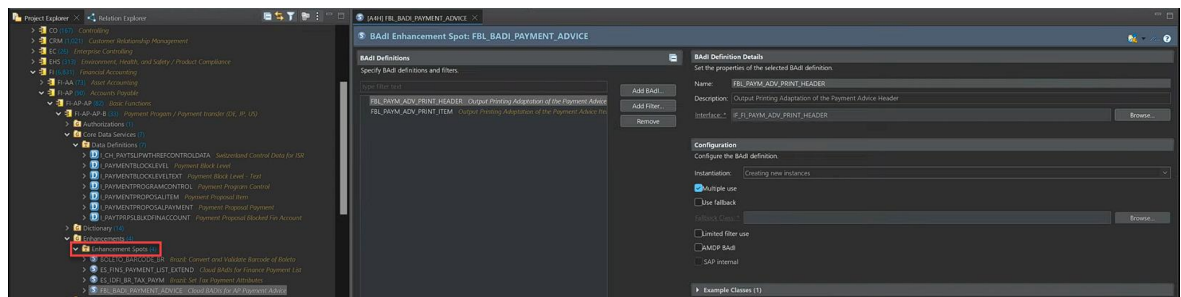 Project Explorer
Relation Explorer
CO (167) Controlling
CRM (1,021) Customer Relationship Management
EC (26) Enterprise Controlling
EHS (313) Environment, Health, and Safety / Product Compliance
FI (6,821) Financial Accounting
FI-AA (73) Asset Accounting
FI-AP (90) Accounts Payable
FI-AP-AP (82) Basic Functions
FI-AP-AP-B (33) Payment Progam / Payment transfer (DE, JP, US)
Authorizations (1)
Core Data Services (7)
Data Definitions (7)
I_CH_PAYTSLIPWTHREFCONTROLDATA Switzerland Control Data for ISR
I_PAYMENTBLOCKLEVEL Payment Block Level
I_PAYMENTBLOCKLEVELTEXT Payment Block Level - Text
I_PAYMENTPROGRAMCONTROL Payment Program Control
I_PAYMENTPROPOSALITEM Payment Proposal Item
I_PAYMENTPROPOSALPAYMENT Payment Proposal Payment
I_PAYTPRPSLBLKDFINACCOUNT Payment Proposal Blocked Fin Account
Dictionary (14)
Enhancements (4)
Enhancement Spots (4)
BOLETO_BARCODE_BR Brazil: Convert and Validate Barcode of Boleto
ES_FINS_PAYMENT_LIST_EXTEND Cloud BAdIs for Finance Payment List
ES_IDFI_BR_TAX_PAYM Brazil: Set Tax Payment Attributes
FBL_BADI_PAYMENT_ADVICE Cloud BADIs for AP Payment Advice
[A4H] FBL_BADI_PAYMENT_ADVICE
BAdI Enhancement Spot: FBL_BADI_PAYMENT_ADVICE
BAdI Definitions
Specify BAdI definitions and filters.
type filter text
FBL_PAYM_ADV_PRINT_HEADER Output Printing Adaptation of the Payment Advice
FBL_PAYM_ADV_PRINT_ITEM Output Printing Adaptation of the Payment Advice
Add BAdI...
Add Filter...
Remove
BAdI Definition Details
Set the properties of the selected BAdI definition.
Name: FBL_PAYM_ADV_PRINT_HEADER
Description: Output Printing Adaptation of the Payment Advice Header
Interface: * IF_FI_PAYM_ADV_PRINT_HEADER Browse...
Configuration
Configure the BAdI definition
Instantiation: Creating new instances
Multiple use
Use fallback
Fallback Class: * Browse...
Limited filter use
AMDP BAdI
SAP internal
Example Classes (1)